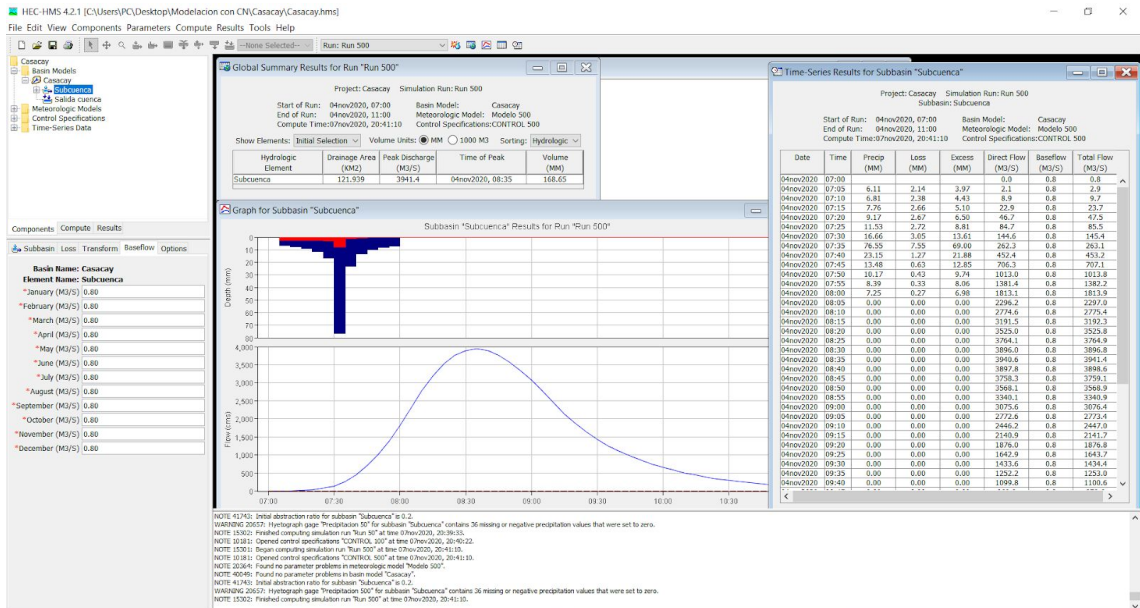 HEC-HMS 4.2.1 [C:\Users\PC\Desktop\Modelacion con CN\Casacay\Casacay.hms]
File Edit View Components Parameters Compute Results Tools Help
--None Selected-- Run: Run 500
Casacay
Basin Models
Casacay
Subcuenca
Salida cuenca
Meteorologic Models
Control Specifications
Time-Series Data
Components Compute Results
Subbasin Loss Transform Baseflow Options
Basin Name: Casacay
Element Name: Subcuenca
*January (M3/S) 0.80
*February (M3/S) 0.80
*March (M3/S) 0.80
*April (M3/S) 0.80
*May (M3/S) 0.80
*June (M3/S) 0.80
*July (M3/S) 0.80
*August (M3/S) 0.80
*September (M3/S) 0.80
*October (M3/S) 0.80
*November (M3/S) 0.80
*December (M3/S) 0.80
Global Summary Results for Run "Run 500"
Project: Casacay Simulation Run: Run 500
Start of Run: 04nov2020, 07:00 Basin Model: Casacay
End of Run: 04nov2020, 11:00 Meteorologic Model: Modelo 500
Compute Time:07nov2020, 20:41:10 Control Specifications:CONTROL 500
Show Elements: Initial Selection Volume Units: MM 1000 M3 Sorting: Hydrologic
Hydrologic Drainage Area Peak Discharge Time of Peak Volume
Element (KM2) (M3/S) (MM)
Subcuenca 121.939 3941.4 04nov2020, 08:35 168.65
Graph for Subbasin "Subcuenca"
Subbasin "Subcuenca" Results for Run "Run 500"
Depth (mm)
0
10
20
30
40
50
60
70
80
Flow (cms)
4,000
3,500
3,000
2,500
2,000
1,500
1,000
500
0
07:00 07:30 08:00 08:30 09:00 09:30 10:00 10:30
Time-Series Results for Subbasin "Subcuenca"
Project: Casacay Simulation Run: Run 500
Subbasin: Subcuenca
Start of Run: 04nov2020, 07:00 Basin Model: Casacay
End of Run: 04nov2020, 11:00 Meteorologic Model: Modelo 500
Compute Time:07nov2020, 20:41:10 Control Specifications:CONTROL 500
Date Time Precip Loss Excess Direct Flow Baseflow Total Flow
(MM) (MM) (MM) (M3/S) (M3/S) (M3/S)
04nov2020 07:00 0.0 0.8 0.8
04nov2020 07:05 6.11 2.14 3.97 2.1 0.8 2.9
04nov2020 07:10 6.81 2.38 4.43 8.9 0.8 9.7
04nov2020 07:15 7.76 2.66 5.10 22.9 0.8 23.7
04nov2020 07:20 9.17 2.67 6.50 46.7 0.8 47.5
04nov2020 07:25 11.53 2.72 8.81 84.7 0.8 85.5
04nov2020 07:30 16.66 3.05 13.61 144.6 0.8 145.4
04nov2020 07:35 76.55 7.55 69.00 262.3 0.8 263.1
04nov2020 07:40 23.15 1.27 21.88 452.4 0.8 453.2
04nov2020 07:45 13.48 0.63 12.85 706.3 0.8 707.1
04nov2020 07:50 10.17 0.43 9.74 1013.0 0.8 1013.8
04nov2020 07:55 8.39 0.33 8.06 1381.4 0.8 1382.2
04nov2020 08:00 7.25 0.27 6.98 1813.1 0.8 1813.9
04nov2020 08:05 0.00 0.00 0.00 2296.2 0.8 2297.0
04nov2020 08:10 0.00 0.00 0.00 2774.6 0.8 2775.4
04nov2020 08:15 0.00 0.00 0.00 3191.5 0.8 3192.3
04nov2020 08:20 0.00 0.00 0.00 3525.0 0.8 3525.8
04nov2020 08:25 0.00 0.00 0.00 3764.1 0.8 3764.9
04nov2020 08:30 0.00 0.00 0.00 3896.0 0.8 3896.8
04nov2020 08:35 0.00 0.00 0.00 3940.6 0.8 3941.4
04nov2020 08:40 0.00 0.00 0.00 3897.8 0.8 3898.6
04nov2020 08:45 0.00 0.00 0.00 3758.3 0.8 3759.1
04nov2020 08:50 0.00 0.00 0.00 3568.1 0.8 3568.9
04nov2020 08:55 0.00 0.00 0.00 3340.1 0.8 3340.9
04nov2020 09:00 0.00 0.00 0.00 3075.6 0.8 3076.4
04nov2020 09:05 0.00 0.00 0.00 2772.6 0.8 2773.4
04nov2020 09:10 0.00 0.00 0.00 2446.2 0.8 2447.0
04nov2020 09:15 0.00 0.00 0.00 2140.9 0.8 2141.7
04nov2020 09:20 0.00 0.00 0.00 1876.0 0.8 1876.8
04nov2020 09:25 0.00 0.00 0.00 1642.9 0.8 1643.7
04nov2020 09:30 0.00 0.00 0.00 1433.6 0.8 1434.4
04nov2020 09:35 0.00 0.00 0.00 1252.2 0.8 1253.0
04nov2020 09:40 0.00 0.00 0.00 1099.8 0.8 1100.6
NOTE 41743: Initial abstraction ratio for subbasin "Subcuenca" is 0.2.
WARNING 20657: Hyetograph gage "Precipitacion 50" for subbasin "Subcuenca" contains 36 missing or negative precipitation values that were set to zero.
NOTE 15302: Finished computing simulation run "Run 50" at time 07nov2020, 20:39:33.
NOTE 10181: Opened control specifications "CONTROL 100" at time 07nov2020, 20:40:22.
NOTE 15301: Began computing simulation run "Run 500" at time 07nov2020, 20:41:10.
NOTE 10181: Opened control specifications "CONTROL 500" at time 07nov2020, 20:41:10.
NOTE 20364: Found no parameter problems in meteorologic model "Modelo 500".
NOTE 40049: Found no parameter problems in basin model "Casacay".
NOTE 41743: Initial abstraction ratio for subbasin "Subcuenca" is 0.2.
WARNING 20657: Hyetograph gage "Precipitacion 500" for subbasin "Subcuenca" contains 36 missing or negative precipitation values that were set to zero.
NOTE 15302: Finished computing simulation run "Run 500" at time 07nov2020, 20:41:10.